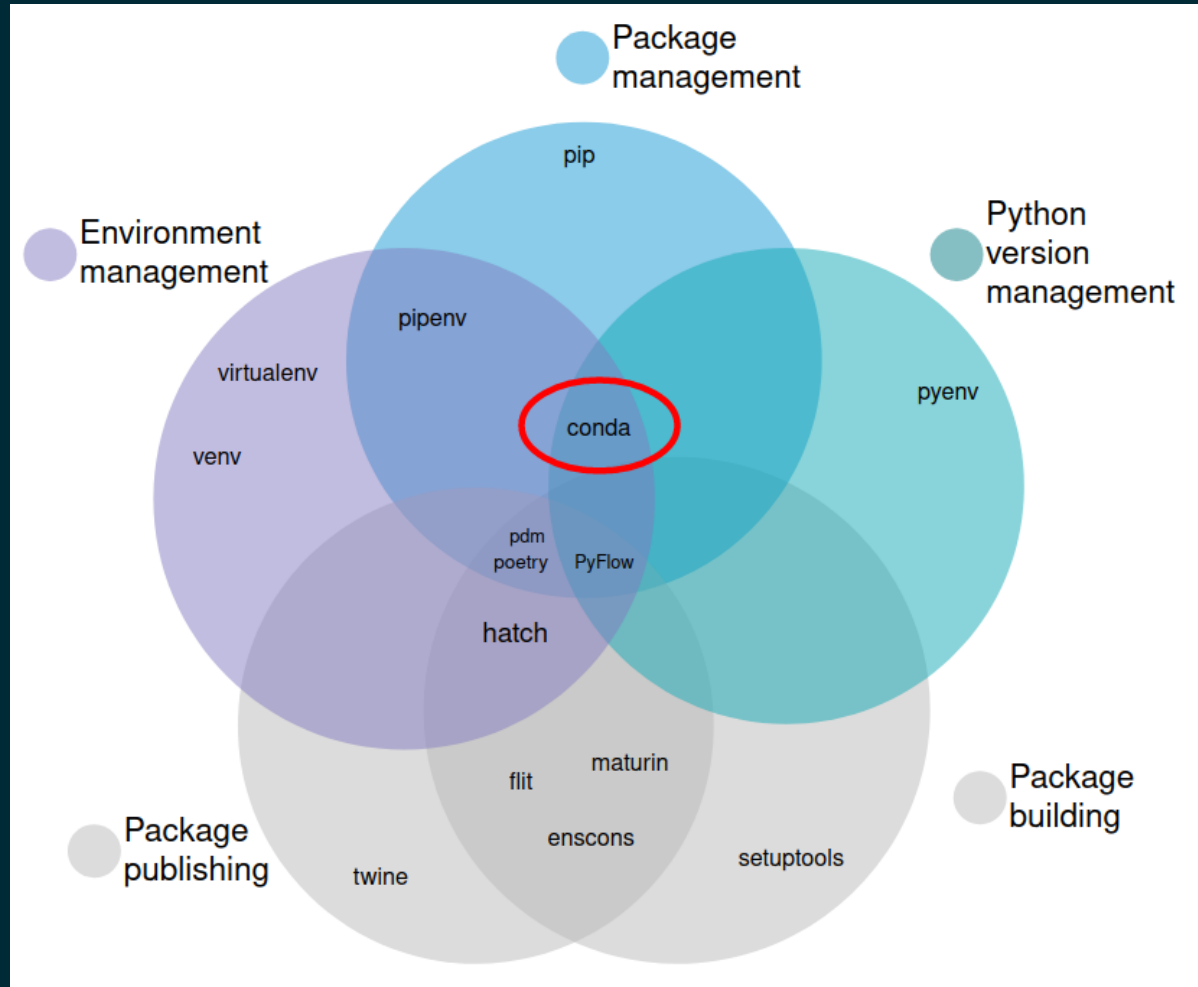 Package
management
pip
Environment
management
Python
version
management
pipenv
virtualenv
pyenv
conda
venv
pdm
poetry
PyFlow
hatch
maturin
flit
Package
building
Package
publishing
enscons
setuptools
twine